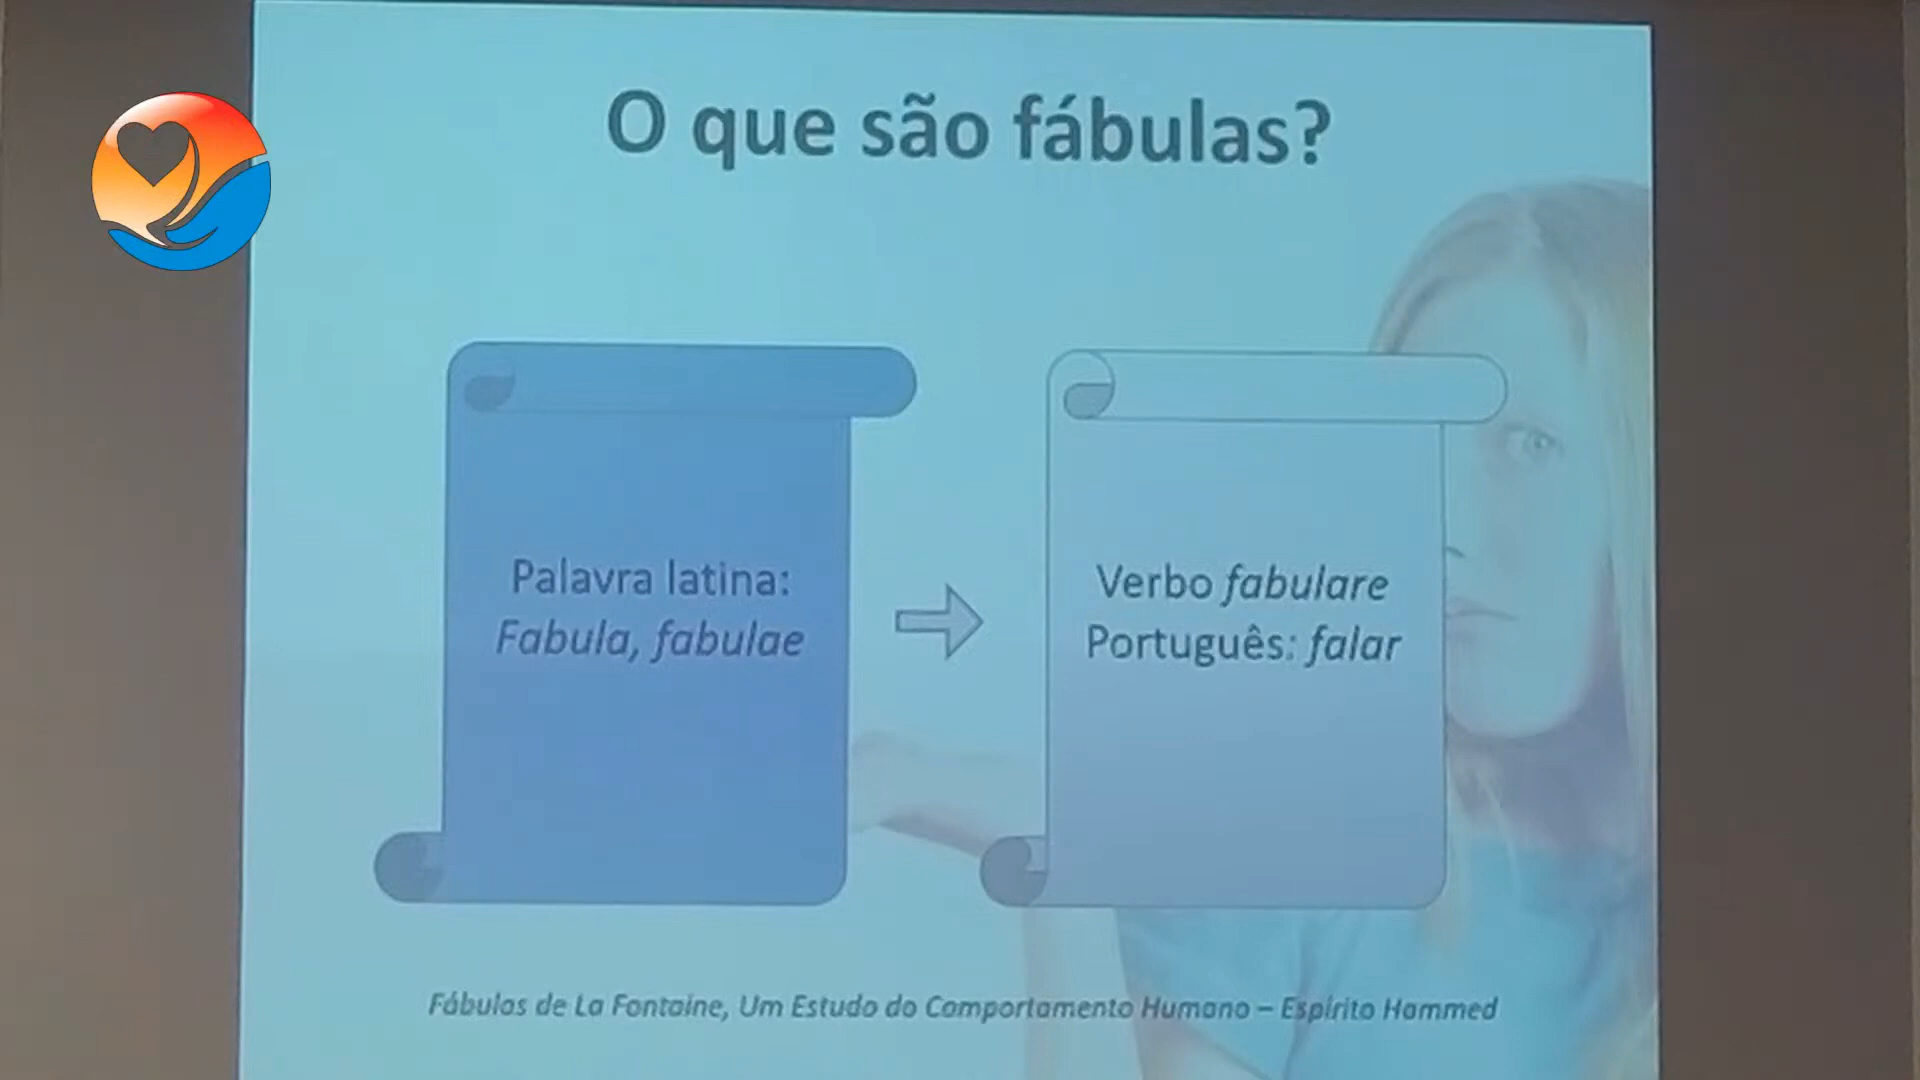 O que são fábulas?
Palavra latina:
Fabula, fabulae
Verbo fabulare
Português: falar
Fábulas de La Fontaine, Um Estudo do Comportamento Humano – Espírito Hammed